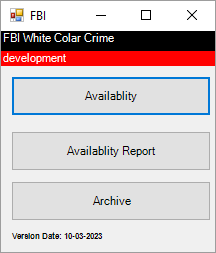 FBI
FBI White Colar Crime
development
Availablity
Availablity Report
Archive
Version Date: 10-03-2023